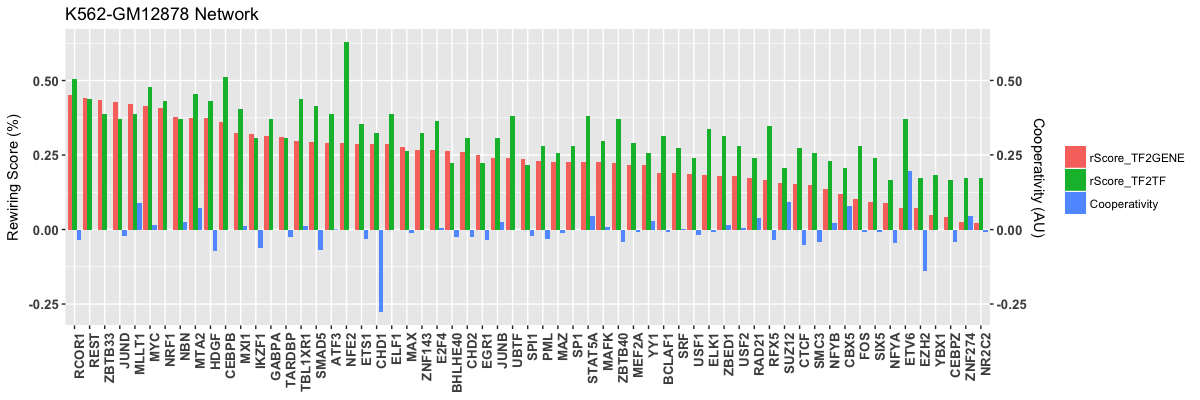 K562-GM12878 Network
Rewiring Score (%)
0.50
0.25
0.00
-0.25
0.50
0.25
0.00
-0.25
Cooperativity (AU)
rScore_TF2GENE
rScore_TF2TF
Cooperativity
RCOR1
REST
ZBTB33
JUND
MLLT1
MYC
NRF1
NBN
MTA2
HDGF
CEBPB
MXI1
IKZF1
GABPA
TARDBP
TBL1XR1
SMAD5
ATF3
NFE2
ETS1
CHD1
ELF1
MAX
ZNF143
E2F4
BHLHE40
CHD2
EGR1
JUNB
UBTF
SPI1
PML
MAZ
SP1
STAT5A
MAFK
ZBTB40
MEF2A
YY1
BCLAF1
SRF
USF1
ELK1
ZBED1
USF2
RAD21
RFX5
SUZ12
CTCF
SMC3
NFYB
CBX5
FOS
SIX5
NFYA
ETV6
EZH2
YBX1
CEBPZ
ZNF274
NR2C2